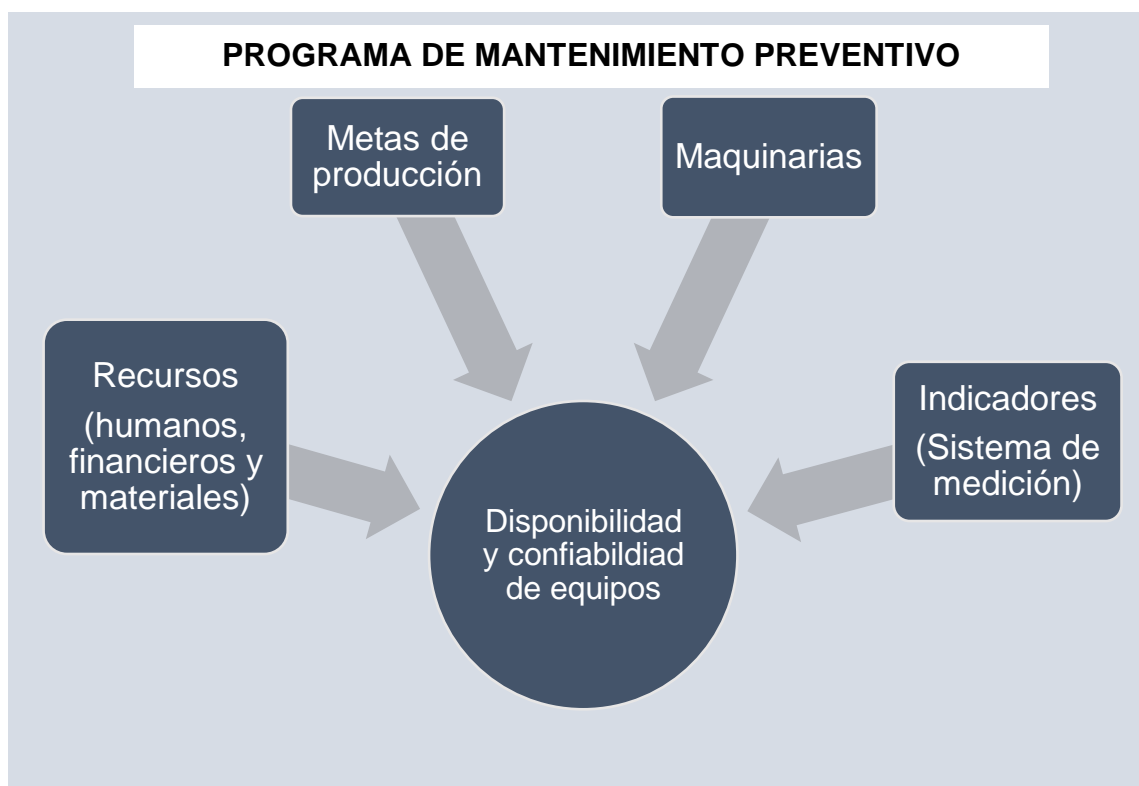 PROGRAMA DE MANTENIMIENTO PREVENTIVO
Metas de
producción
Maquinarias
Recursos
(humanos,
financieros y
materiales)
Indicadores
(Sistema de
medición)
Disponibilidad
y confiabildiad
de equipos